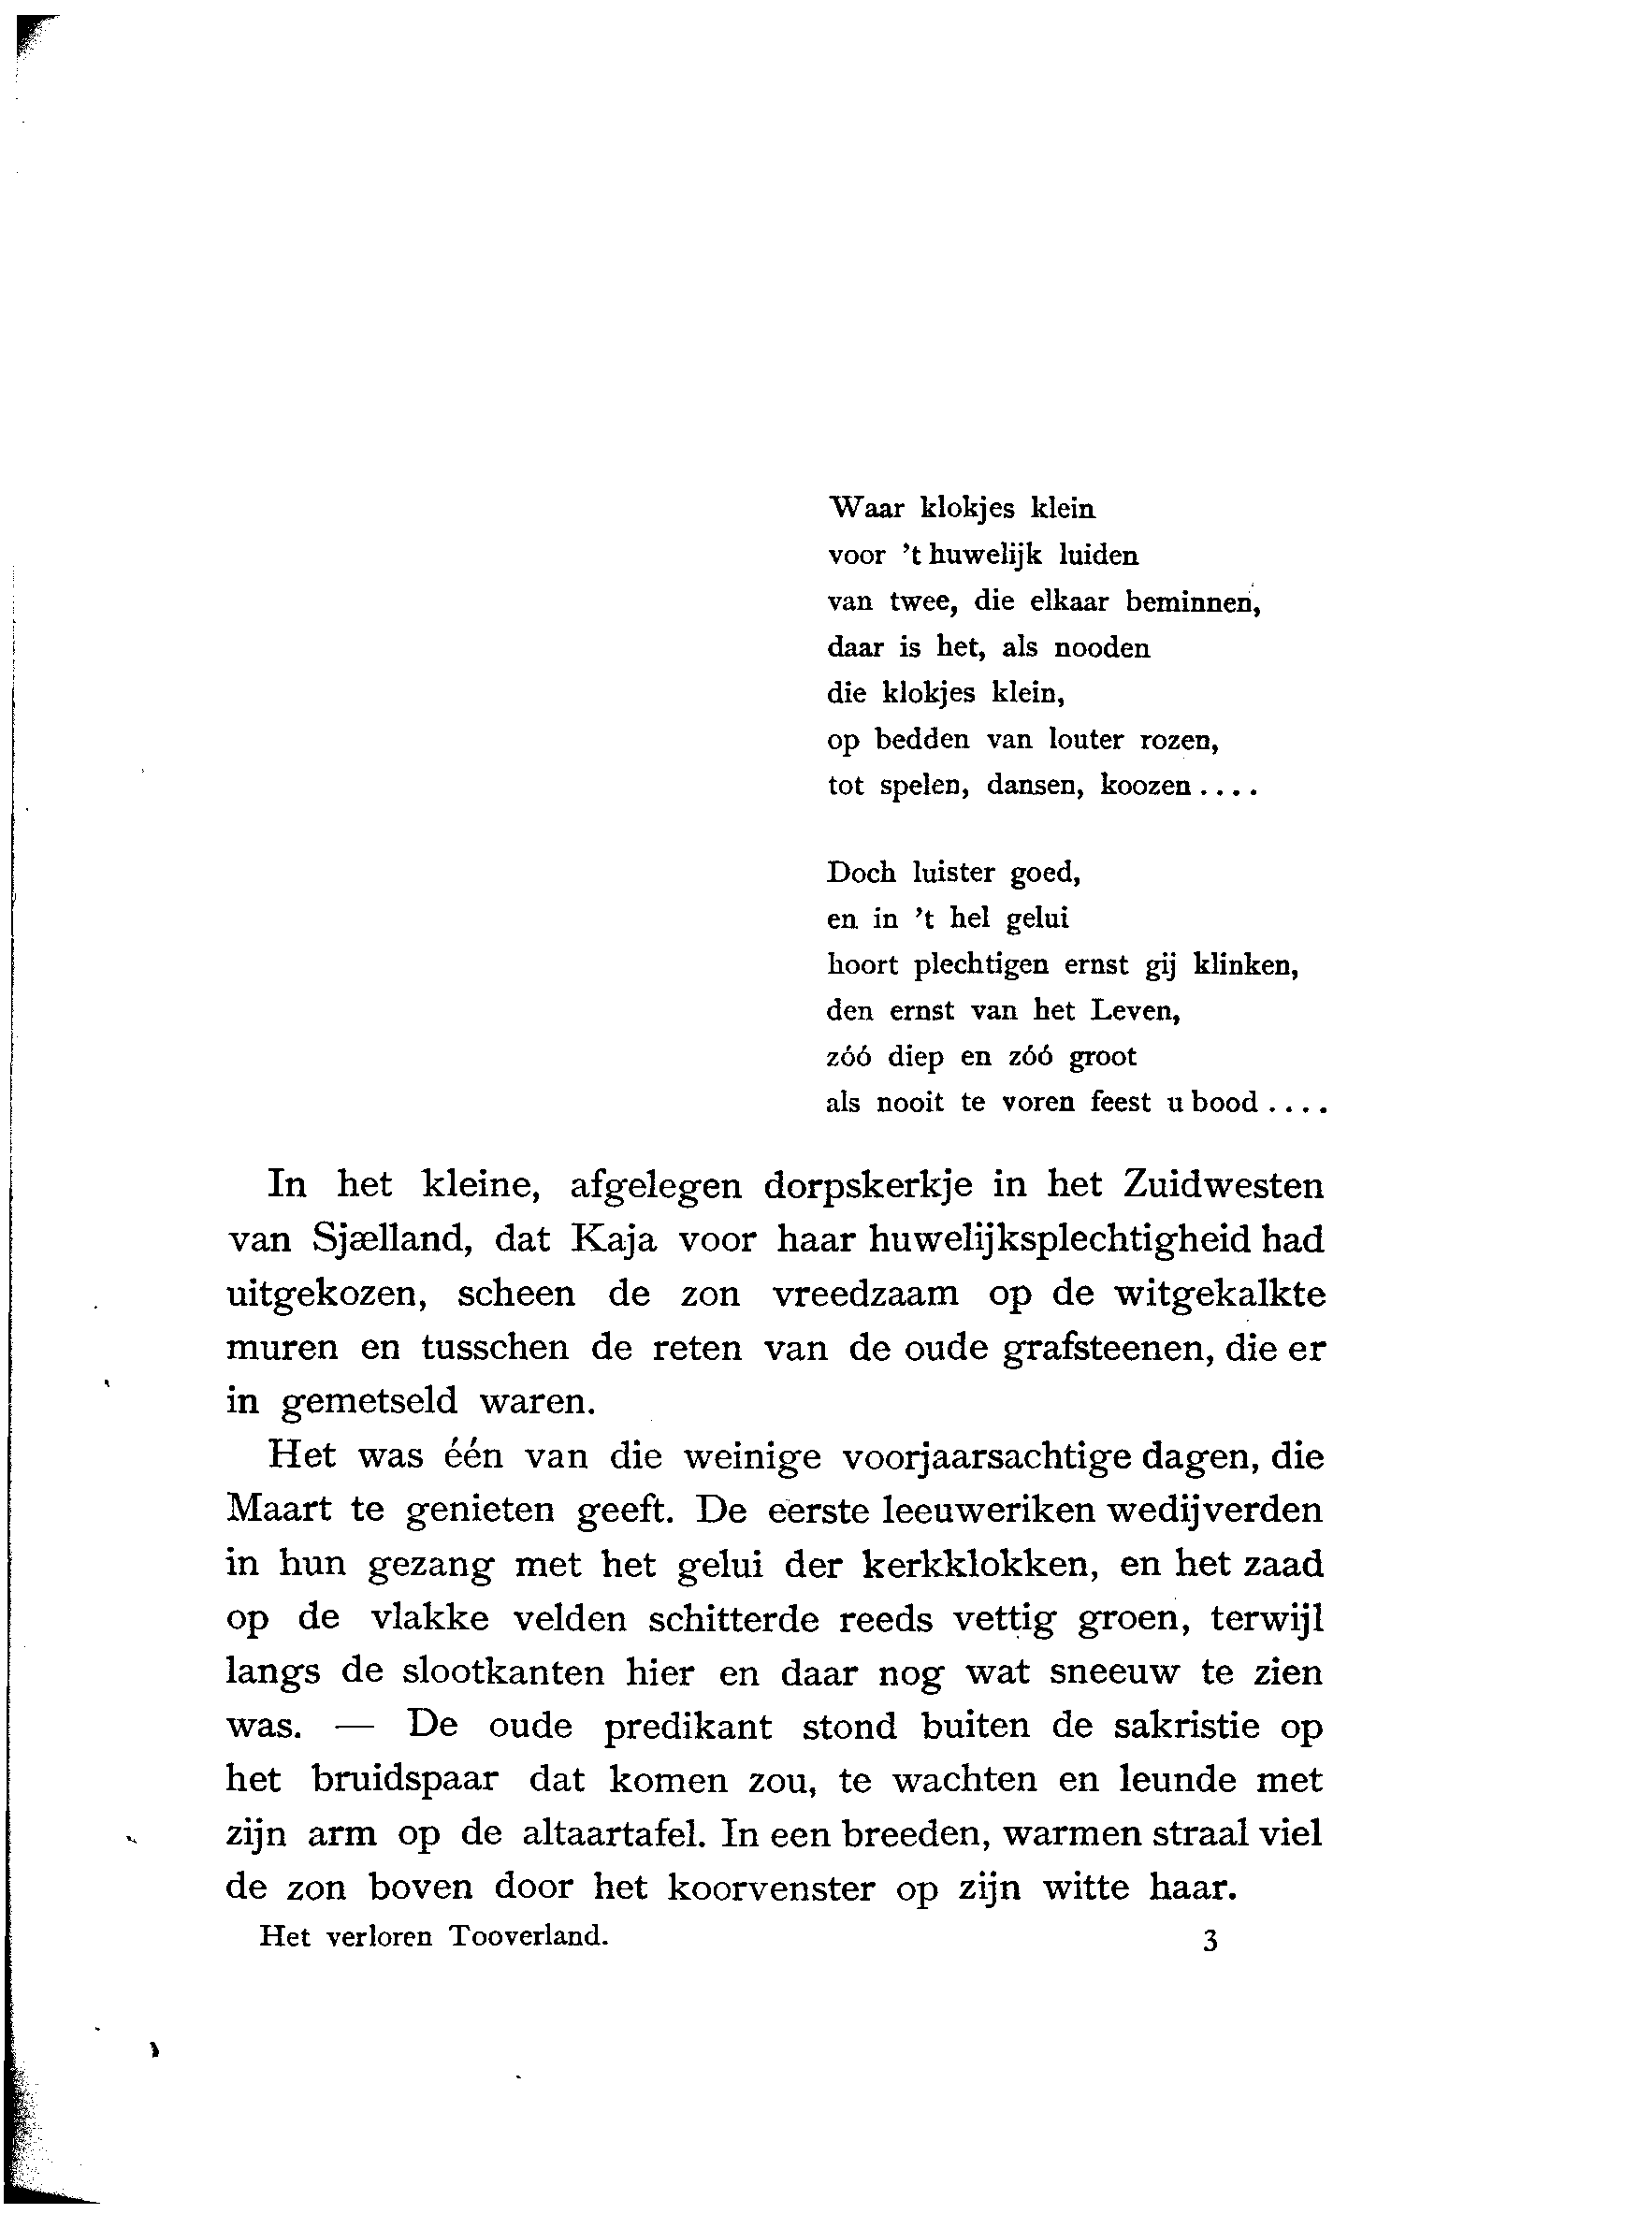 Waar klokjes klein
voor 't huwelijk luiden
van twee, die elkaar beminnen,
daar is het, als nooden
die klokjes klein,
op bedden van louter rozen,
tot spelen, dansen, koozen....
Doch luister goed,
en in 't hel gelui
hoort plechtigen ernst gij klinken,
den ernst van het Leven,
zóó diep en zóó groot
als nooit te voren feest u bood....
In het kleine, afgelegen dorpskerkje in het Zuidwesten
van Sjælland, dat Kaja voor haar huwelijksplechtigheid had
uitgekozen, scheen de zon vreedzaam op de witgekalkte
muren en tusschen de reten van de oude grafsteenen, die er
in gemetseld waren.
Het was één van die weinige voorjaarsachtige dagen, die
Maart te genieten geeft. De eerste leeuweriken wedijverden
in hun gezang met het gelui der kerkklokken, en het zaad
op de vlakke velden schitterde reeds vettig groen, terwijl
langs de slootkanten hier en daar nog wat sneeuw te zien
was. — De oude predikant stond buiten de sakristie op
het bruidspaar dat komen zou, te wachten en leunde met
zijn arm op de altaartafel. In een breeden, warmen straal viel
de zon boven door het koorvenster op zijn witte haar.
Het verloren Tooverland. 3